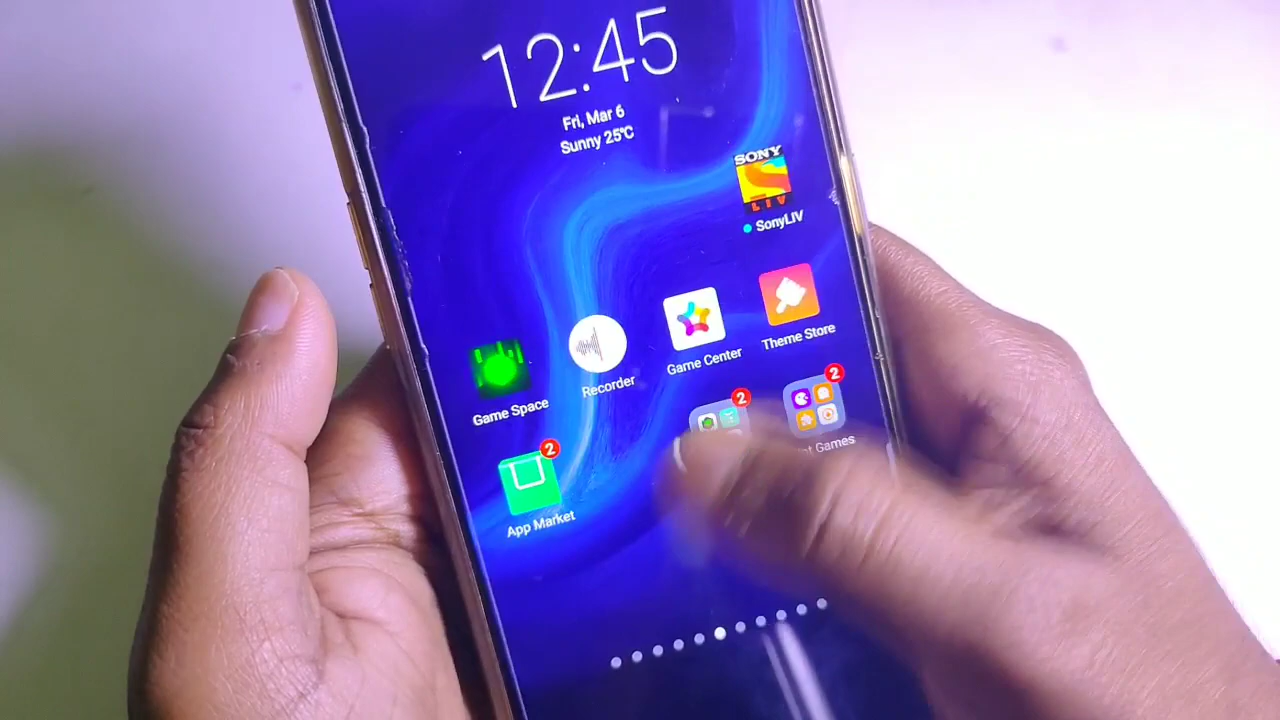 12:45
Fri, Mar 6
Sunny 25°C
SONY
LIV
SonyLIV
Game Space
Recorder
Game Center
Theme Store
2
2
Games
2
App Market